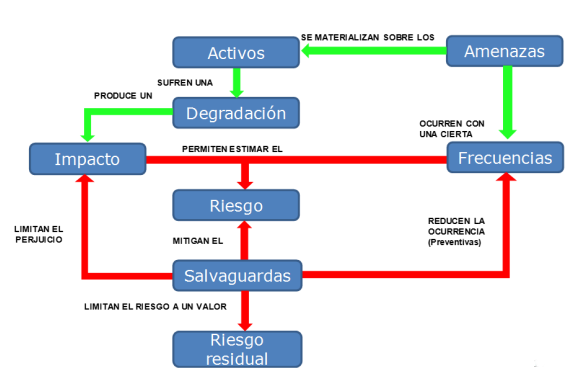 SE MATERIALIZAN SOBRE LOS
Activos
Amenazas
SUFREN UNA
PRODUCE UN
Degradación
OCURREN CON
UNA CIERTA
PERMITEN ESTIMAR EL
Impacto
Frecuencias
Riesgo
LIMITAN EL
PERJUICIO
REDUCEN LA
OCURRENCIA
(Preventivas)
MITIGAN EL
Salvaguardas
LIMITAN EL RIESGO A UN VALOR
Riesgo
residual